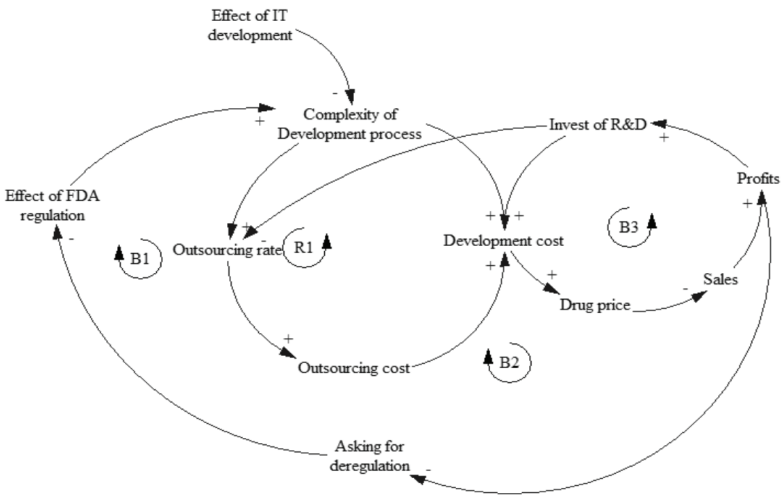 Effect of IT
development
-
+
Complexity of
Development process
Invest of R&D
+
Effect of FDA
regulation
-
Profits
+
+
-
Outsourcing rate
R1
B1
+ +
Development cost
+
B3
+
Sales
-
Drug price
+
Outsourcing cost
B2
Asking for
deregulation
-